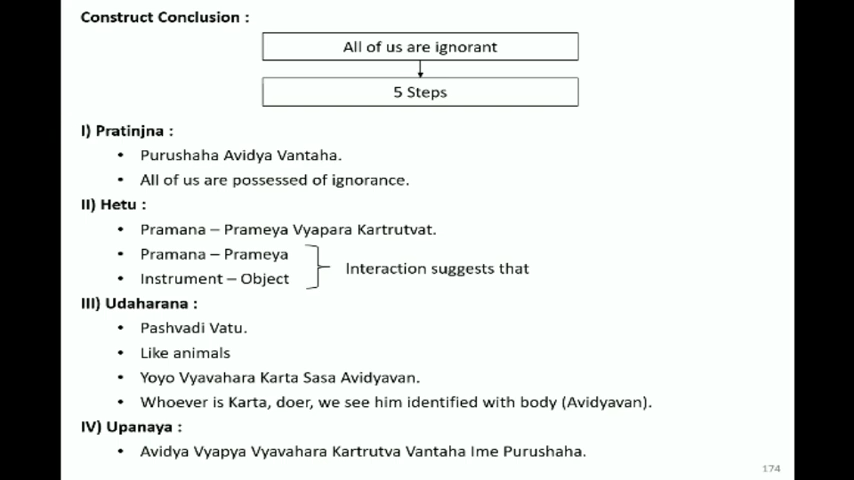 Construct Conclusion :
All of us are ignorant
5 Steps
I) Pratinjna :
• Purushaha Avidya Vantaha.
• All of us are possessed of ignorance.
II) Hetu :
• Pramana – Prameya Vyapara Kartrutvat.
• Pramana – Prameya
• Instrument – Object
Interaction suggests that
III) Udaharana :
• Pashvadi Vatu.
• Like animals
• Yoyo Vyavahara Karta Sasa Avidyavan.
• Whoever is Karta, doer, we see him identified with body (Avidyavan).
IV) Upanaya :
• Avidya Vyapya Vyavahara Kartrutva Vantaha Ime Purushaha.
174